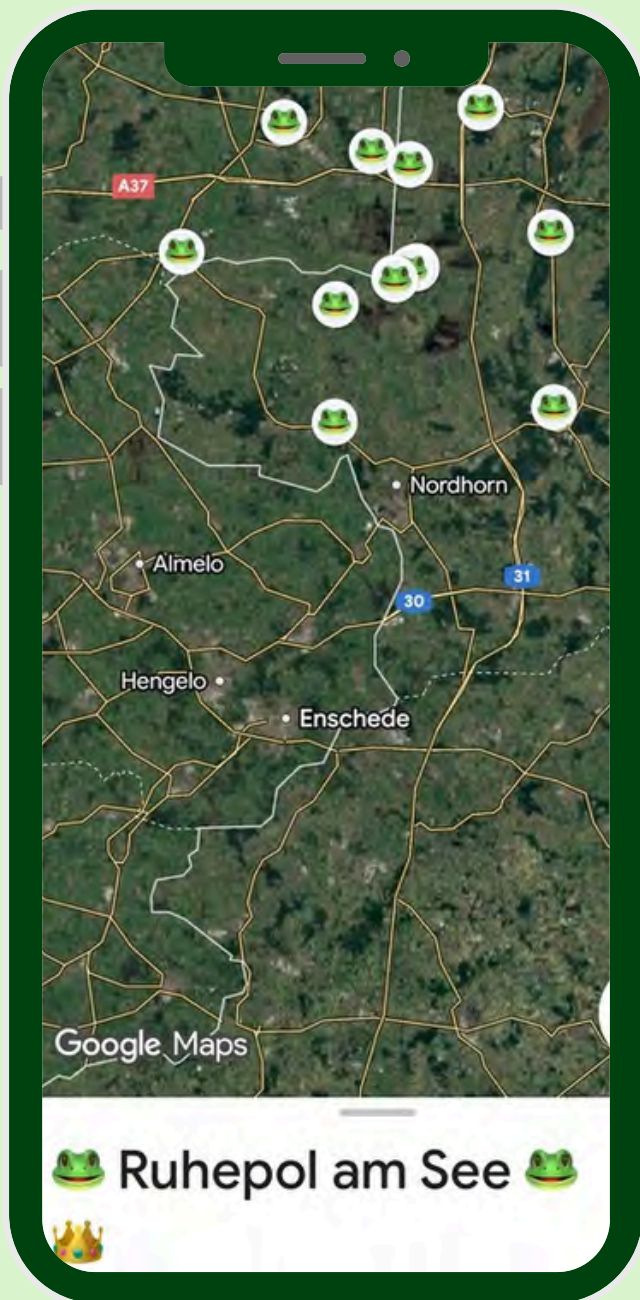 A37
Nordhorn
Almelo
31
30
Hengelo
Enschede
Google Maps
🐸 Ruhepol am See 🐸
👑